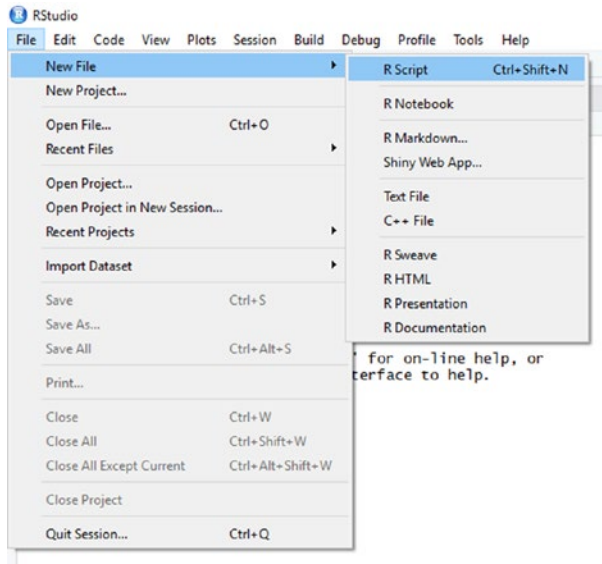 RStudio
File Edit Code View Plots Session Build Debug Profile Tools Help
New File
New Project...
Open File... Ctrl+O
Recent Files
Open Project...
Open Project in New Session...
Recent Projects
Import Dataset
Save Ctrl+S
Save As...
Save All Ctrl+Alt+S
Print...
Close Ctrl+W
Close All Ctrl+Shift+W
Close All Except Current Ctrl+Alt+Shift+W
Close Project
Quit Session... Ctrl+Q
R Script Ctrl+Shift+N
R Notebook
R Markdown...
Shiny Web App...
Text File
C++ File
R Sweave
R HTML
R Presentation
R Documentation
' for on-line help, or
terface to help.